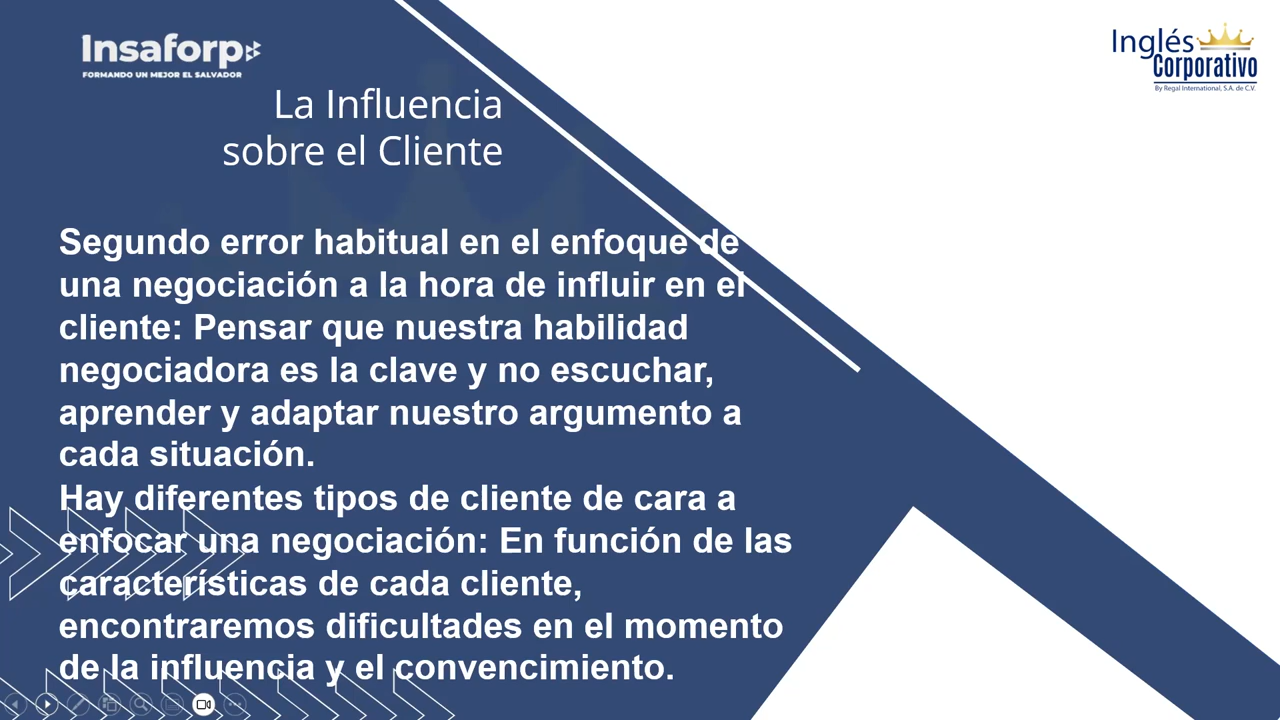 Insaforp
FORMANDO UN MEJOR EL SALVADOR
Inglés
Corporativo
By Regal International, S.A. de C.V.
La Influencia
sobre el Cliente
Segundo error habitual en el enfoque de
una negociación a la hora de influir en el
cliente: Pensar que nuestra habilidad
negociadora es la clave y no escuchar,
aprender y adaptar nuestro argumento a
cada situación.
Hay diferentes tipos de cliente de cara a
enfocar una negociación: En función de las
características de cada cliente,
encontraremos dificultades en el momento
de la influencia y el convencimiento.